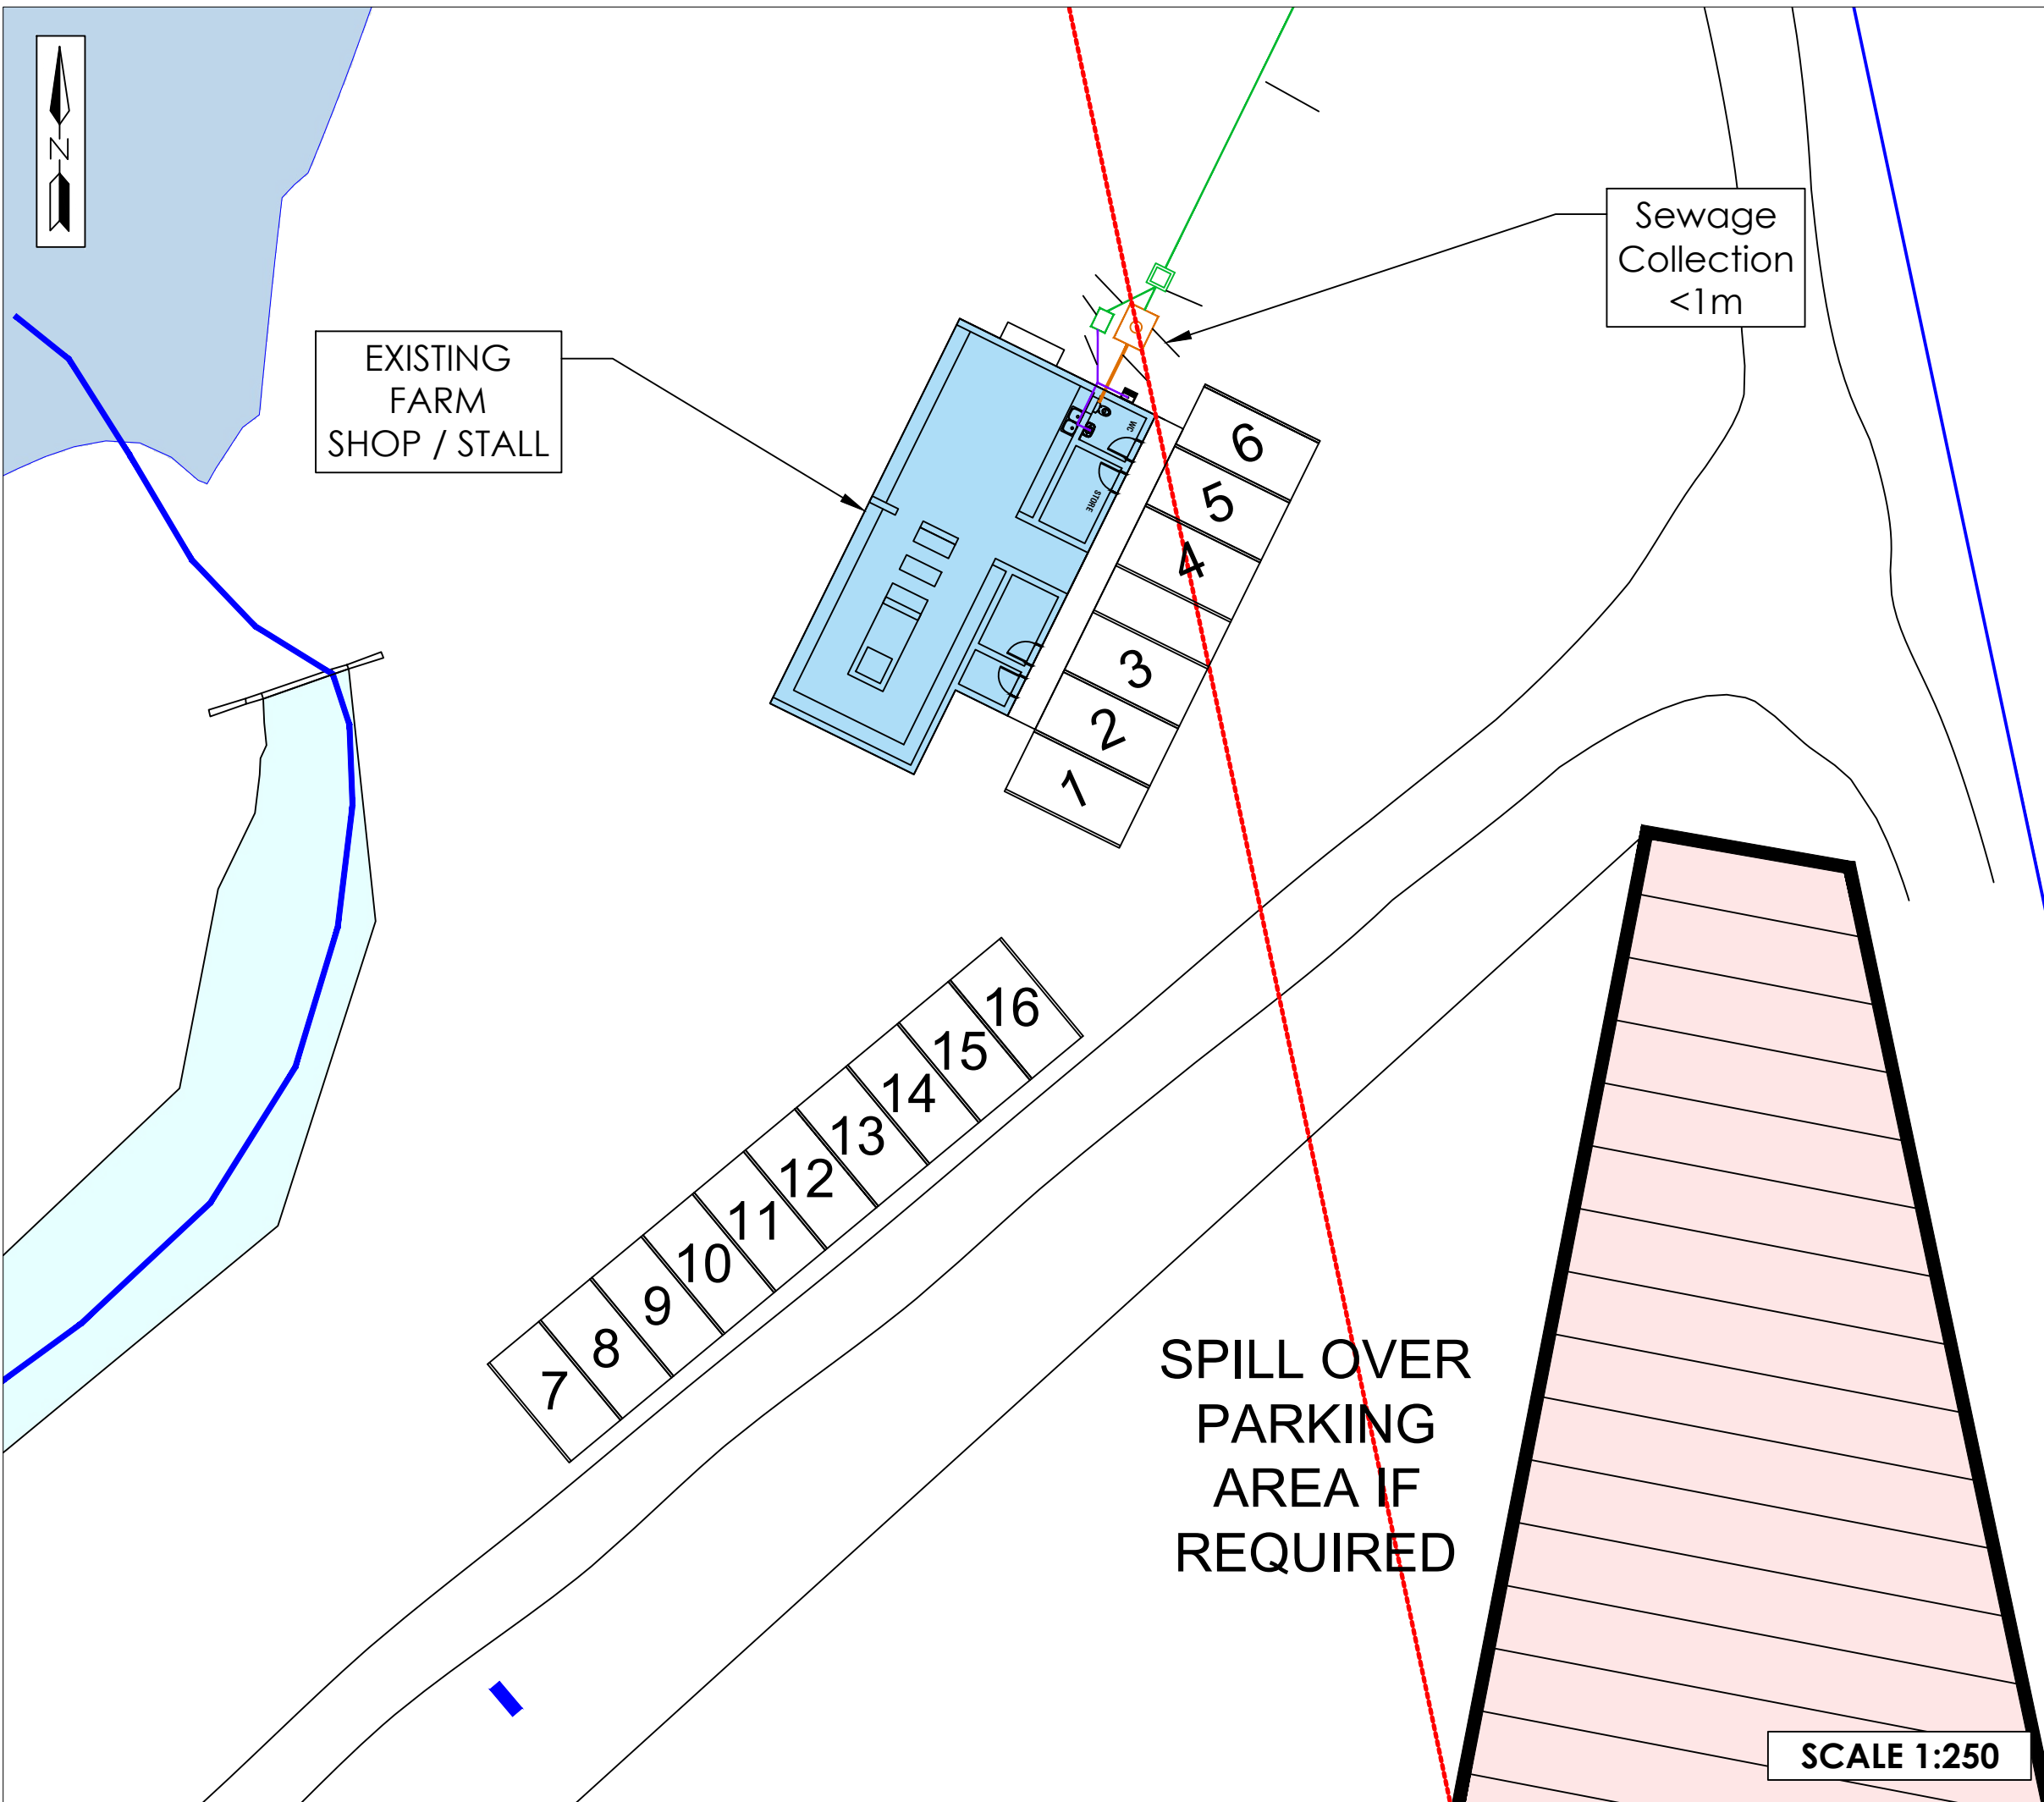 N
Sewage
Collection
<1m
EXISTING
FARM
SHOP / STALL
WC
STORE
6
5
4
3
2
1
16
15
14
13
12
11
10
9
8
7
SPILL OVER
PARKING
AREA IF
REQUIRED
SCALE 1:250